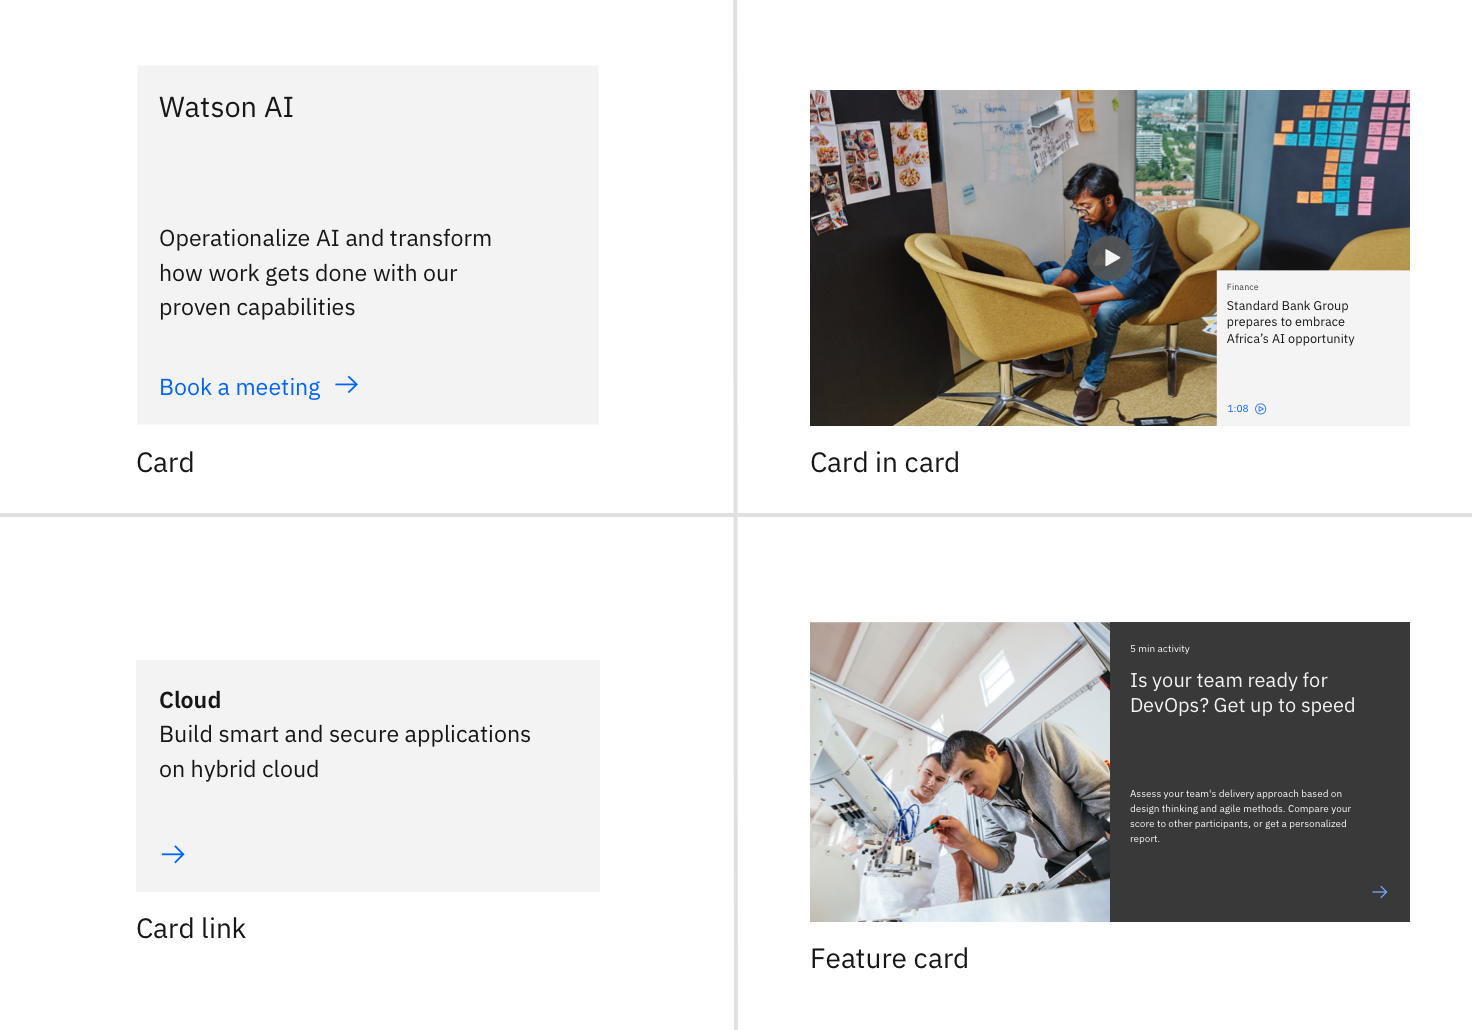 Watson AI
Operationalize AI and transform
how work gets done with our
proven capabilities
Book a meeting
Card
Finance
Standard Bank Group
prepares to embrace
Africa’s AI opportunity
1:08
Card in card
Cloud
Build smart and secure applications
on hybrid cloud
Card link
5 min activity
Is your team ready for
DevOps? Get up to speed
Assess your team's delivery approach based on
design thinking and agile methods. Compare your
score to other participants, or get a personalized
report.
Feature card